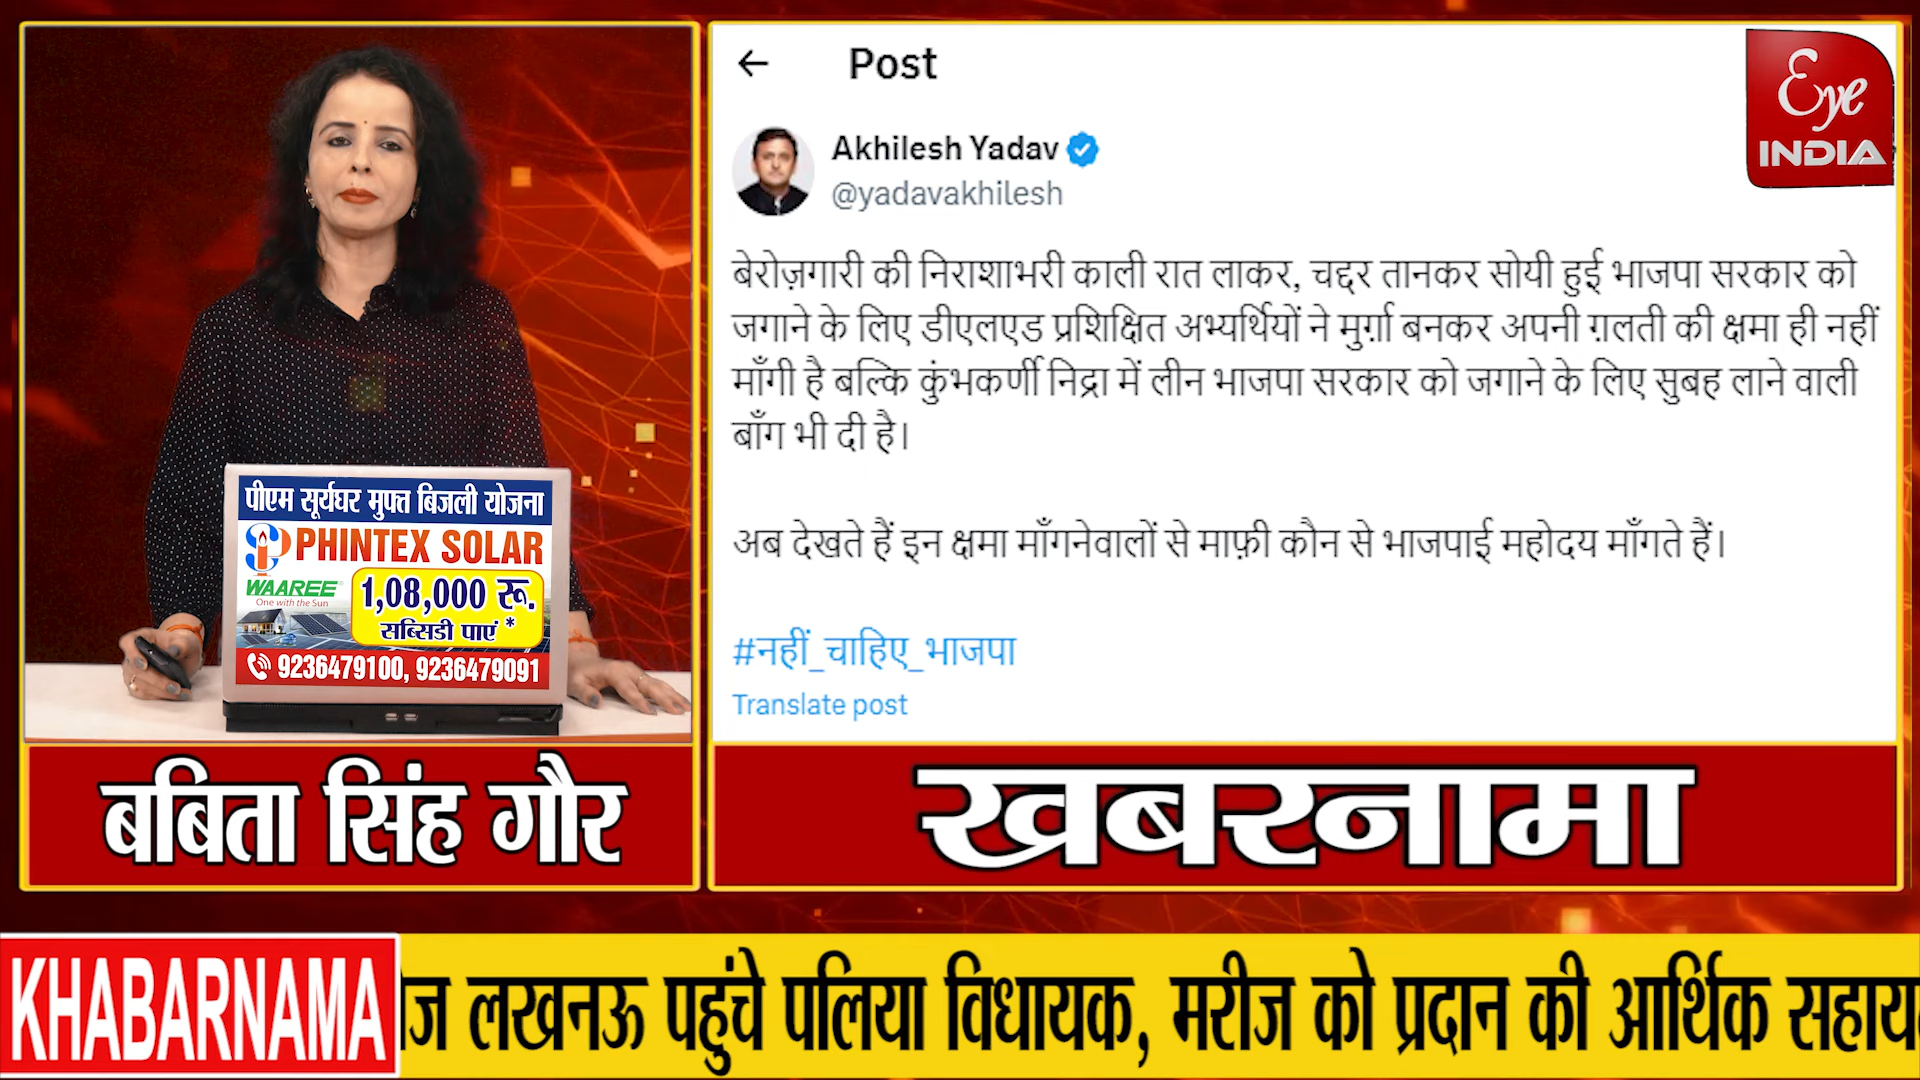 Post
Eye
INDIA
Akhilesh Yadav
@yadavakhilesh
बेरोज़गारी की निराशाभरी काली रात लाकर, चद्दर तानकर सोयी हुई भाजपा सरकार को
जगाने के लिए डीएलएड प्रशिक्षित अभ्यर्थियों ने मुर्ग़ा बनकर अपनी ग़लती की क्षमा ही नहीं
माँगी है बल्कि कुंभकर्णी निद्रा में लीन भाजपा सरकार को जगाने के लिए सुबह लाने वाली
बाँग भी दी है।
अब देखते हैं इन क्षमा माँगनेवालों से माफ़ी कौन से भाजपाई महोदय माँगते हैं।
#नहीं_चाहिए_भाजपा
Translate post
पीएम सूर्यघर मुफ्त बिजली योजना
PHINTEX SOLAR
WAAREE
One with the Sun
1,08,000 रू.
सब्सिडी पाएं *
9236479100, 9236479091
बबिता सिंह गौर
खबरनामा
KHABARNAMA
लखनऊ पहुंचे पलिया विधायक, मरीज को प्रदान की आर्थिक